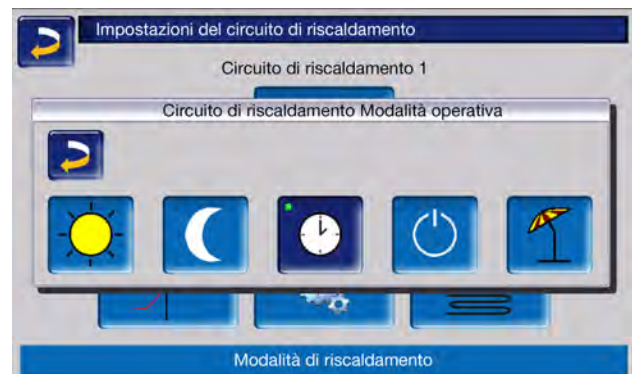 Impostazioni del circuito di riscaldamento
Circuito di riscaldamento 1
Circuito di riscaldamento Modalità operativa
Modalità di riscaldamento